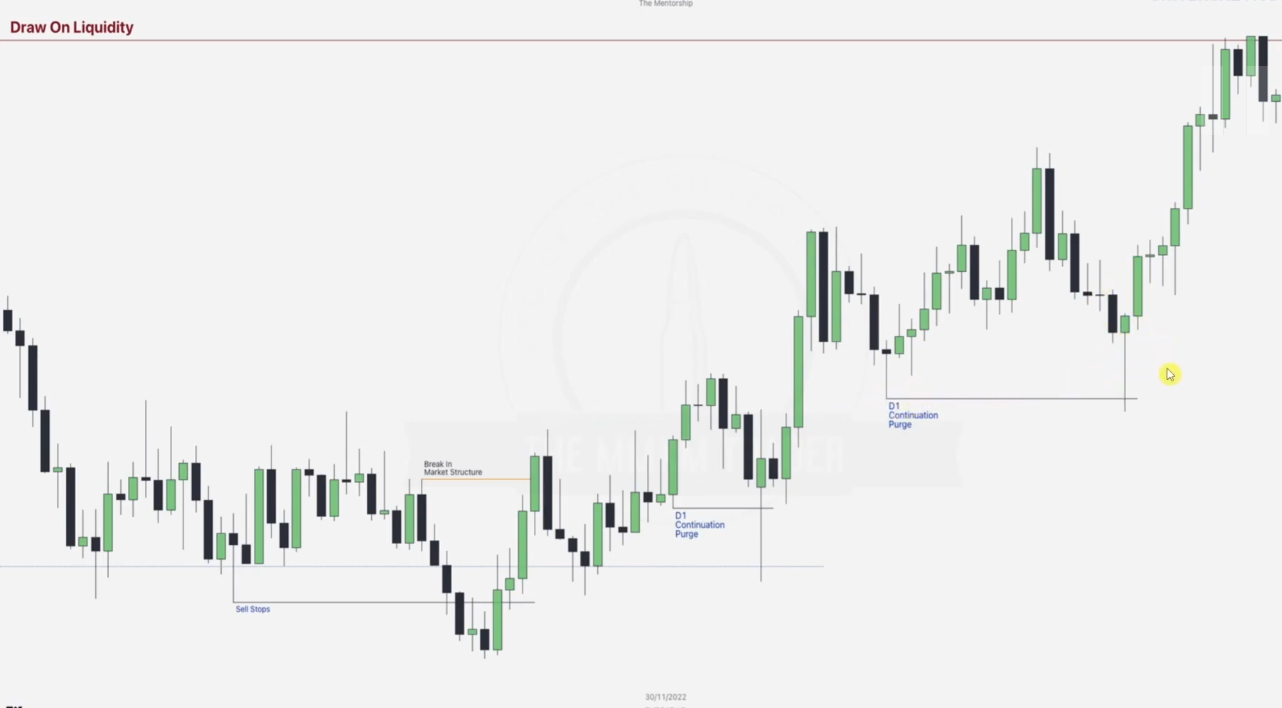 The Mentorship
Draw On Liquidity
Break In
Market Structure
Sell Stops
D1
Continuation
Purge
D1
Continuation
Purge
30/11/2022